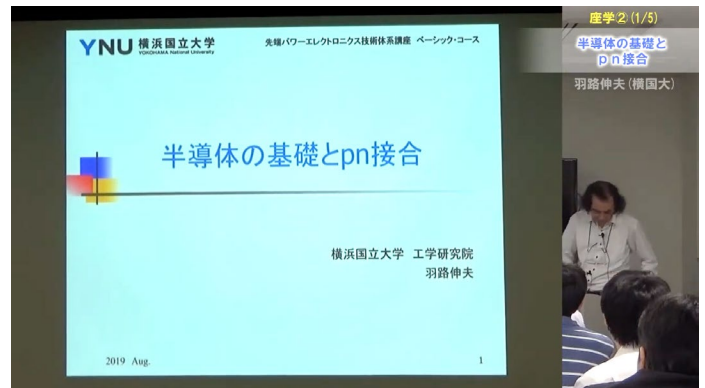 YNU 横浜国立大学
YOKOHAMA National University
先端パワーエレクトロニクス技術体系講座 ベーシック・コース
半導体の基礎とpn接合
横浜国立大学 工学研究院
羽路伸夫
2019 Aug.
1
座学②(1/5)
半導体の基礎と
ｐｎ接合
羽路伸夫(横国大)